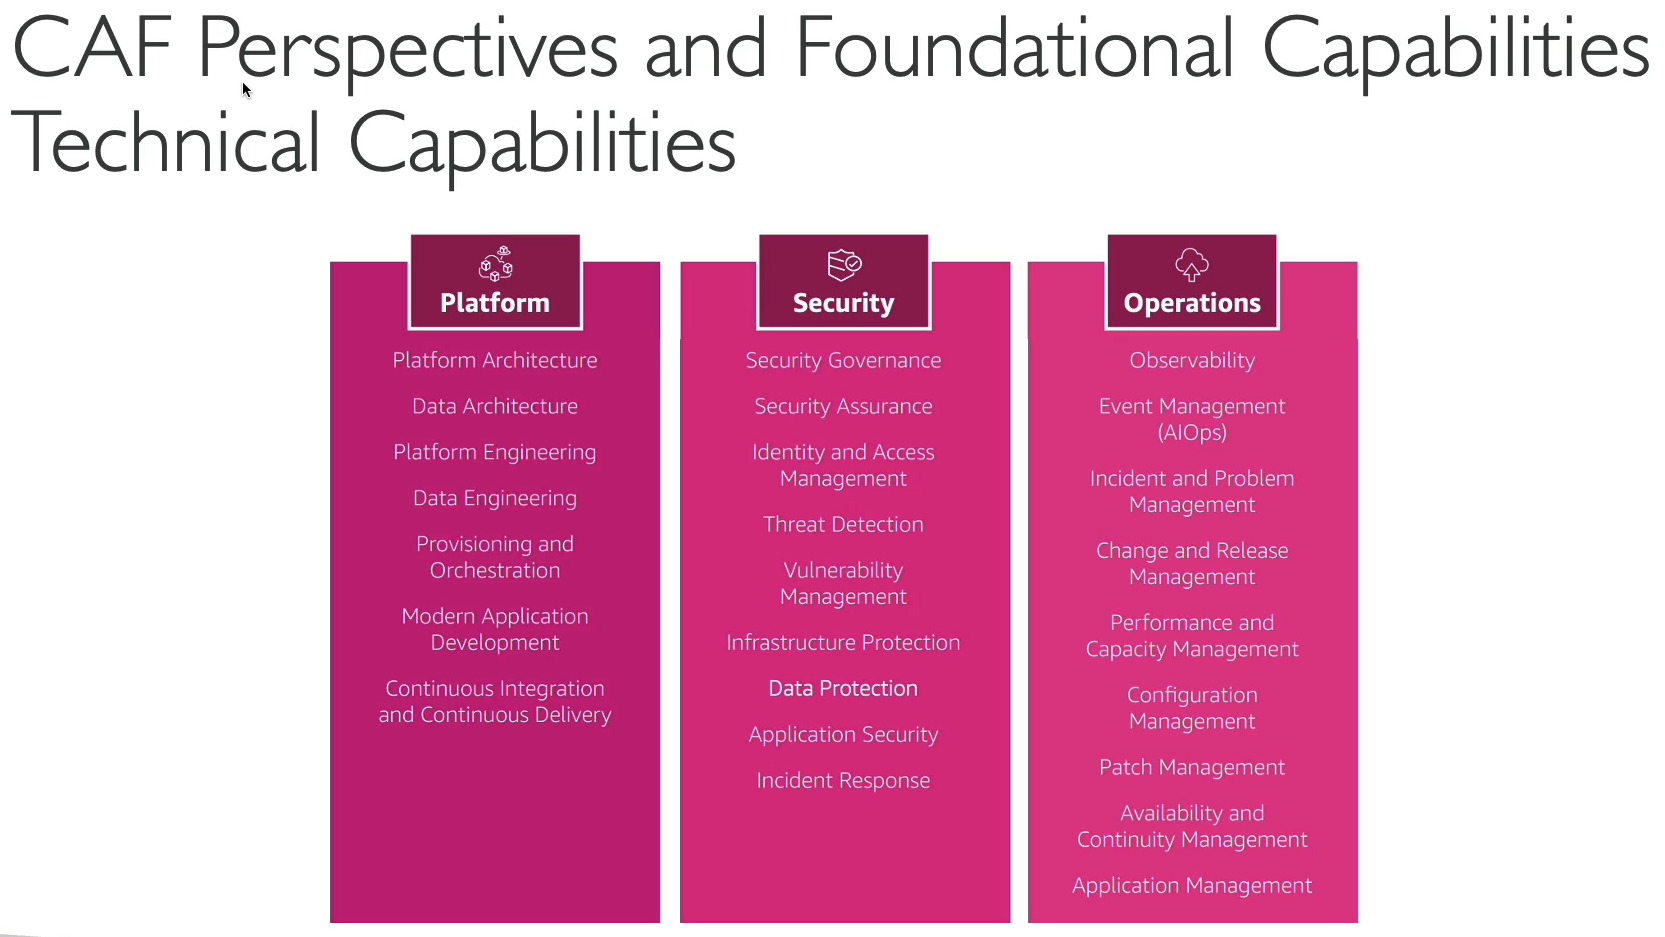 CAF Perspectives and Foundational Capabilities
Technical Capabilities
Platform
Platform Architecture
Data Architecture
Platform Engineering
Data Engineering
Provisioning and
Orchestration
Modern Application
Development
Continuous Integration
and Continuous Delivery
Security
Security Governance
Security Assurance
Identity and Access
Management
Threat Detection
Vulnerability
Management
Infrastructure Protection
Data Protection
Application Security
Incident Response
Operations
Observability
Event Management
(AIOps)
Incident and Problem
Management
Change and Release
Management
Performance and
Capacity Management
Configuration
Management
Patch Management
Availability and
Continuity Management
Application Management